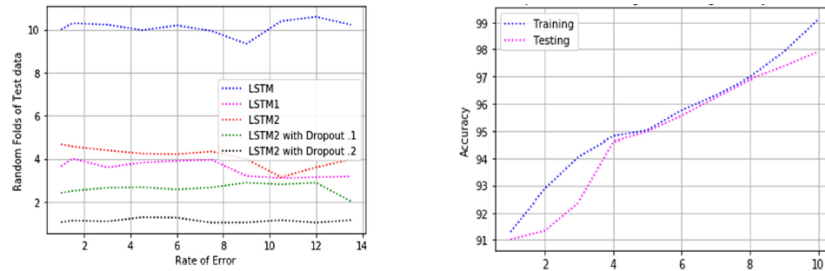 10
8
6
4
2
Random Folds of Test data
LSTM
LSTM1
LSTM2
LSTM2 with Dropout .1
LSTM2 with Dropout .2
2 4 6 8 10 12 14
Rate of Error
99
98
97
96
95
94
93
92
91
Accuracy
Training
Testing
2 4 6 8 10